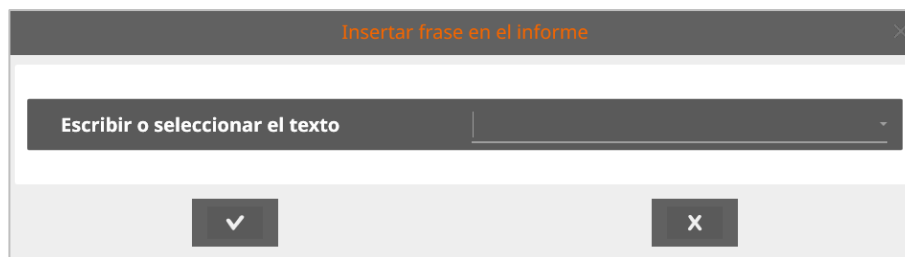 Insertar frase en el informe
Escribir o seleccionar el texto